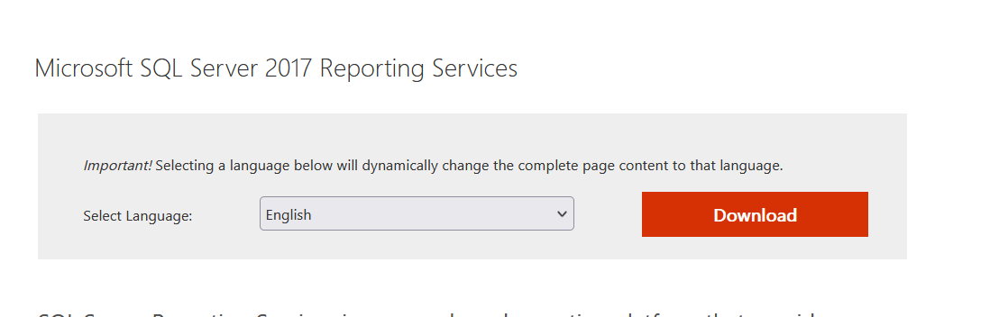 Microsoft SQL Server 2017 Reporting Services
Important! Selecting a language below will dynamically change the complete page content to that language.
Select Language:
English
Download